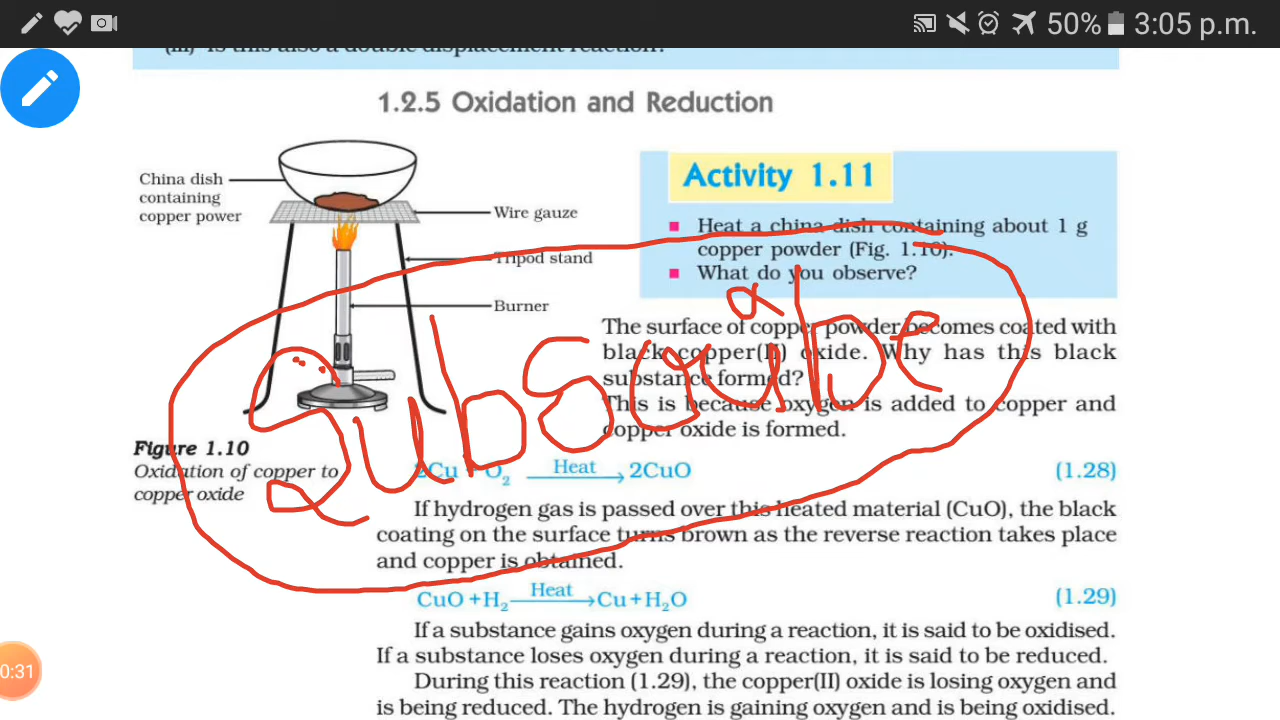 50% 3:05 p.m.
(iii) Is this also a double displacement reaction?
1.2.5 Oxidation and Reduction
China dish
containing
copper power
Wire gauze
Tripod stand
Burner
Figure 1.10
Oxidation of copper to
copper oxide
Activity 1.11
Heat a china dish containing about 1 g
copper powder (Fig. 1.10).
What do you observe?
The surface of copper powder becomes coated with
black copper(II) oxide. Why has this black
substance formed?
This is because oxygen is added to copper and
copper oxide is formed.
2Cu + O₂ —Heat→ 2CuO (1.28)
If hydrogen gas is passed over this heated material (CuO), the black
coating on the surface turns brown as the reverse reaction takes place
and copper is obtained.
CuO +H₂ —Heat→ Cu+H₂O (1.29)
If a substance gains oxygen during a reaction, it is said to be oxidised.
If a substance loses oxygen during a reaction, it is said to be reduced.
During this reaction (1.29), the copper(II) oxide is losing oxygen and
is being reduced. The hydrogen is gaining oxygen and is being oxidised.
0:31